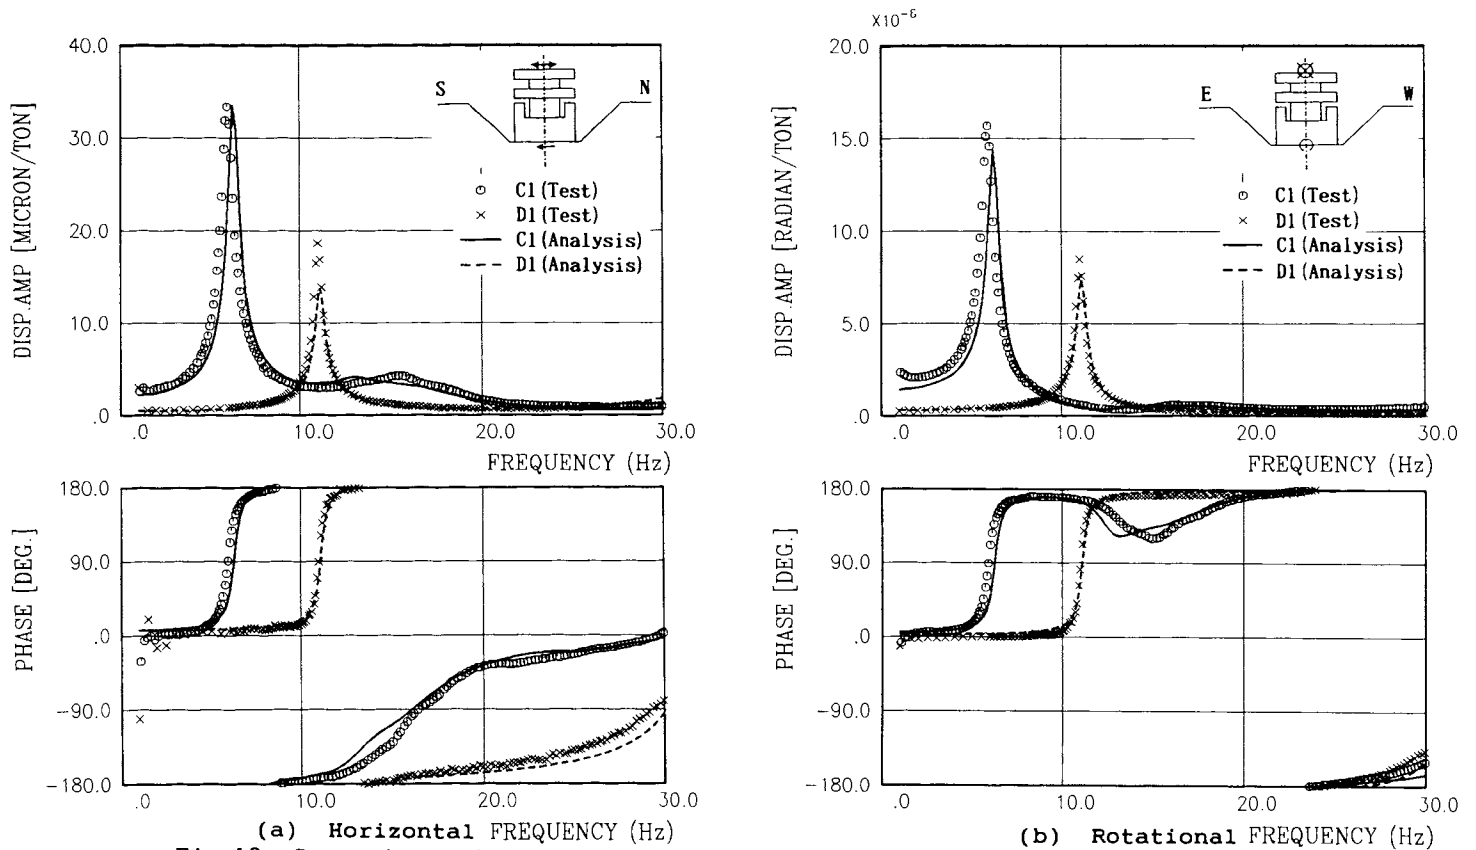 40.0
30.0
20.0
10.0
.0
DISP.AMP [MICRON/TON]
S N
C1(Test)
D1(Test)
C1(Analysis)
D1(Analysis)
.0 10.0 20.0 30.0
FREQUENCY (Hz)
180.0
90.0
.0
-90.0
-180.0
PHASE [DEG.]
.0 10.0 20.0 30.0
(a) Horizontal FREQUENCY (Hz)
20.0
15.0
10.0
5.0
.0
DISP.AMP [RADIAN/TON]
E W
C1(Test)
D1(Test)
C1(Analysis)
D1(Analysis)
.0 10.0 20.0 30.0
FREQUENCY (Hz)
180.0
90.0
.0
-90.0
-180.0
PHASE [DEG.]
.0 10.0 20.0 30.0
(b) Rotational FREQUENCY (Hz)